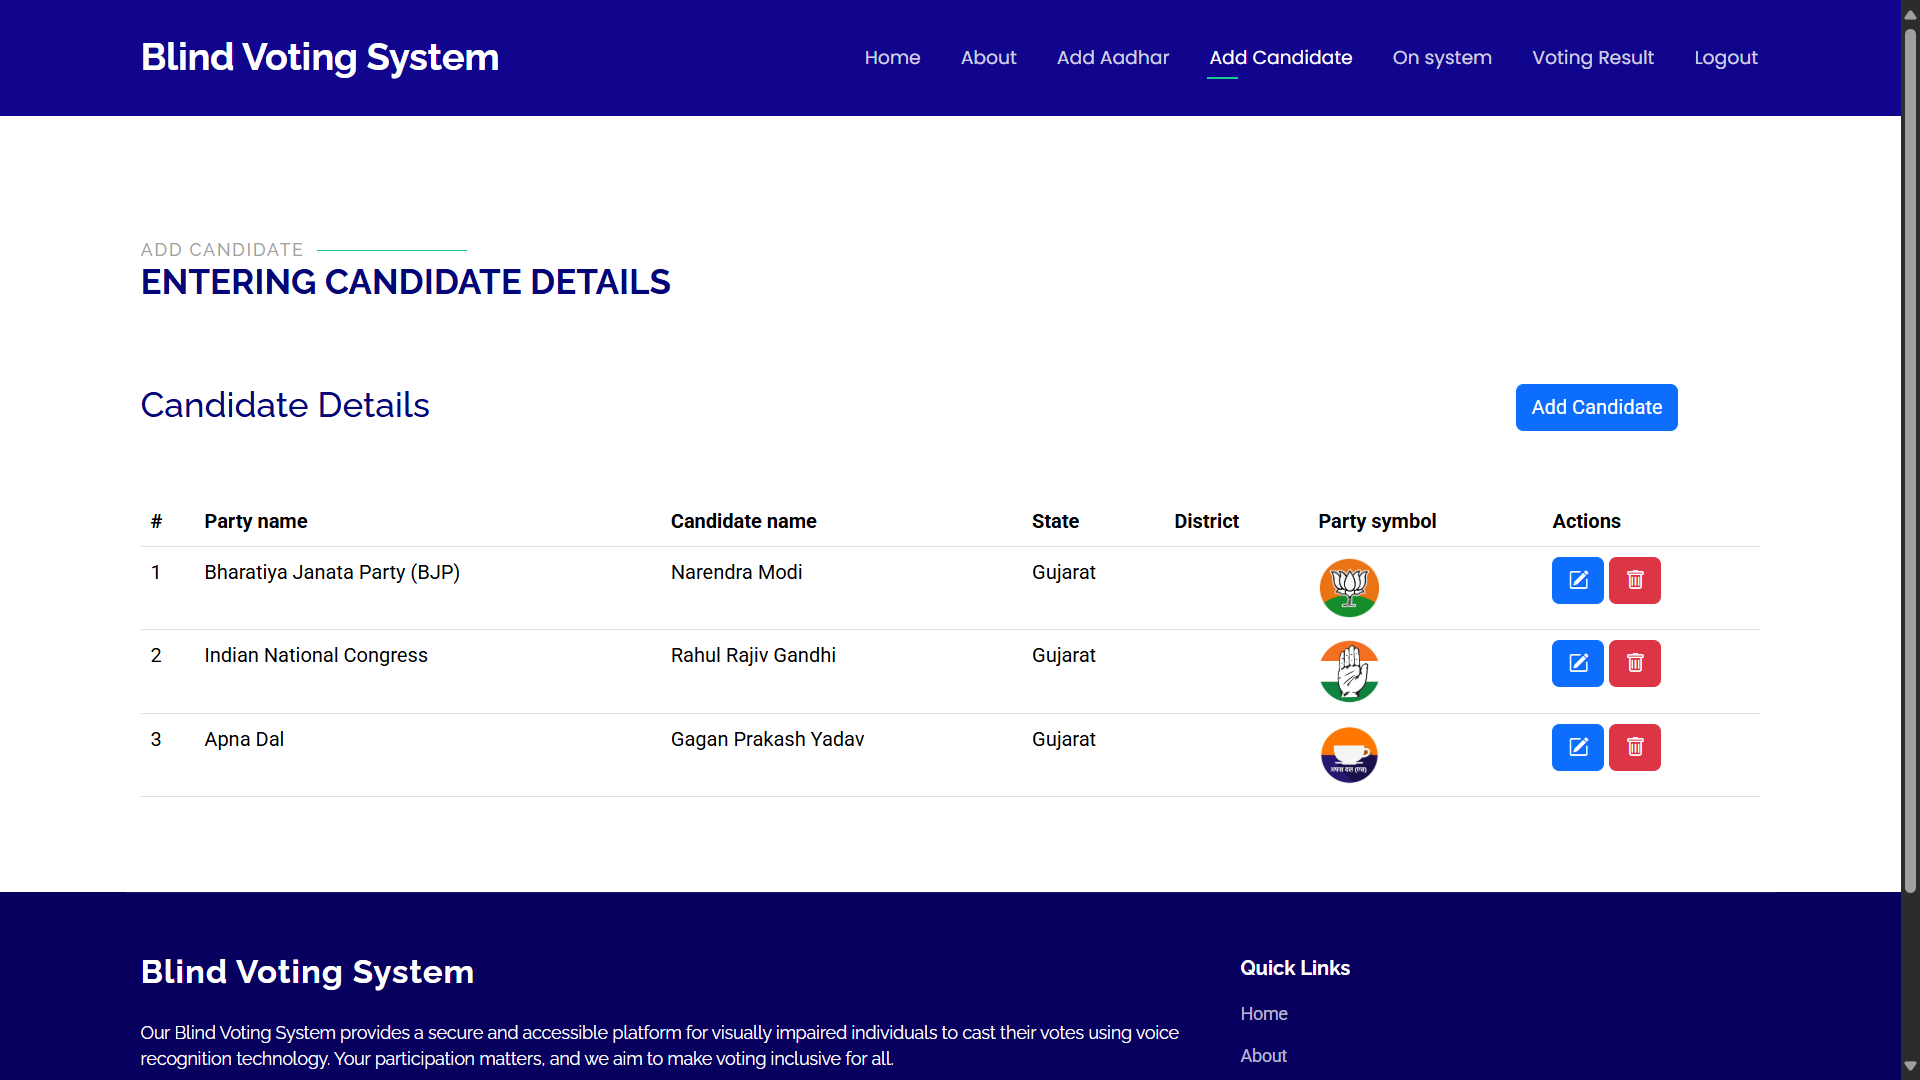 Blind Voting System
Home About Add Aadhar Add Candidate On system Voting Result Logout
ADD CANDIDATE
ENTERING CANDIDATE DETAILS
Candidate Details
Add Candidate
# Party name Candidate name State District Party symbol Actions
1 Bharatiya Janata Party (BJP) Narendra Modi Gujarat
2 Indian National Congress Rahul Rajiv Gandhi Gujarat
3 Apna Dal Gagan Prakash Yadav Gujarat
अपना दल (एस)
Blind Voting System
Our Blind Voting System provides a secure and accessible platform for visually impaired individuals to cast their votes using voice
recognition technology. Your participation matters, and we aim to make voting inclusive for all.
Quick Links
Home
About